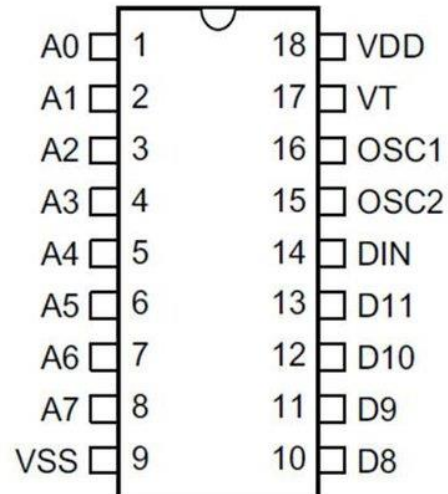 A0 1 18 VDD
A1 2 17 VT
A2 3 16 OSC1
A3 4 15 OSC2
A4 5 14 DIN
A5 6 13 D11
A6 7 12 D10
A7 8 11 D9
VSS 9 10 D8